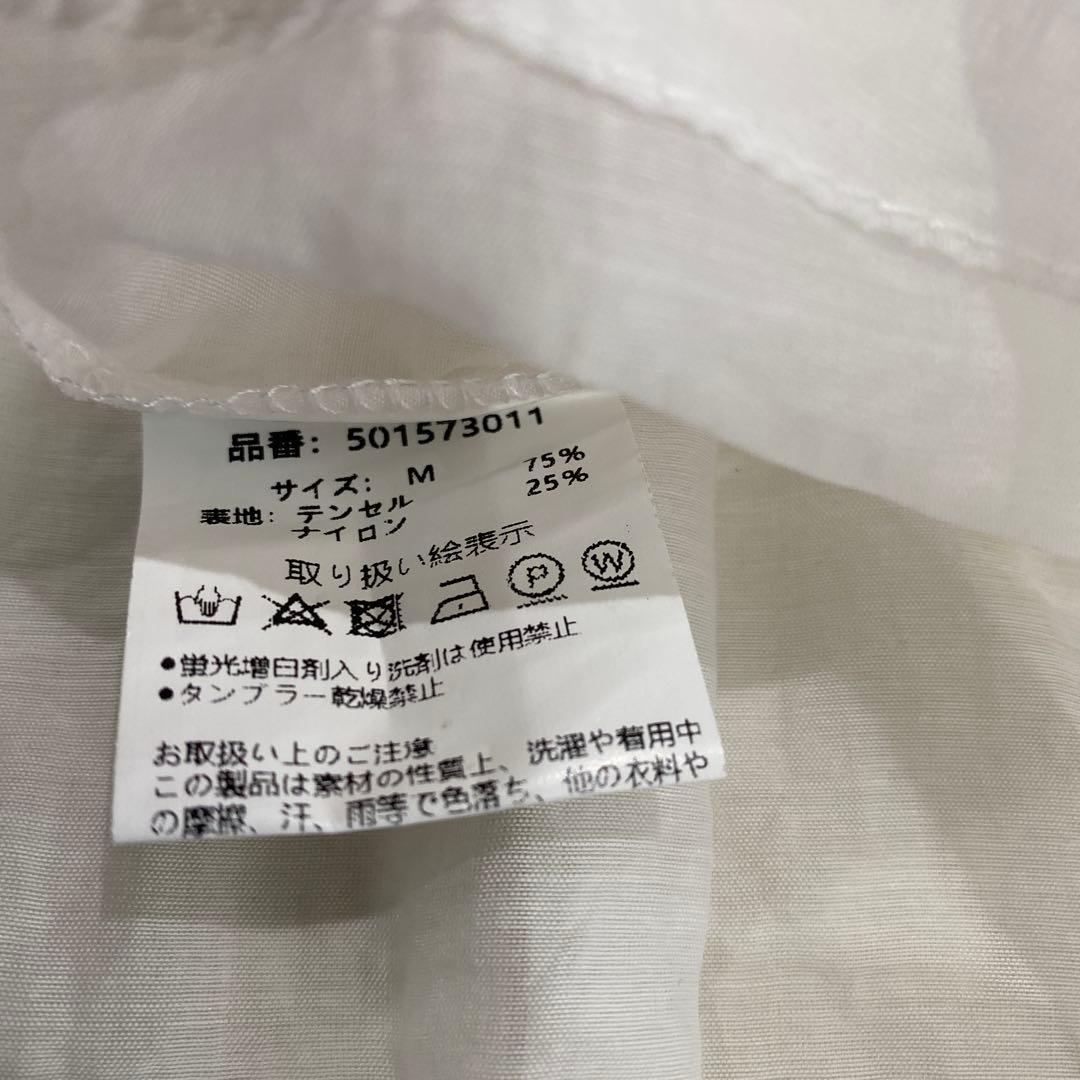 品番: 501573011
サイズ: M
表地: テンセル 75%
ナイロン 25%
取り扱い絵表示
P W
●蛍光増白剤入り洗剤は使用禁止
●タンブラー乾燥禁止
お取扱い上のご注意
この製品は素材の性質上、洗濯や着用中
の摩擦、汗、雨等で色落ち、他の衣料や